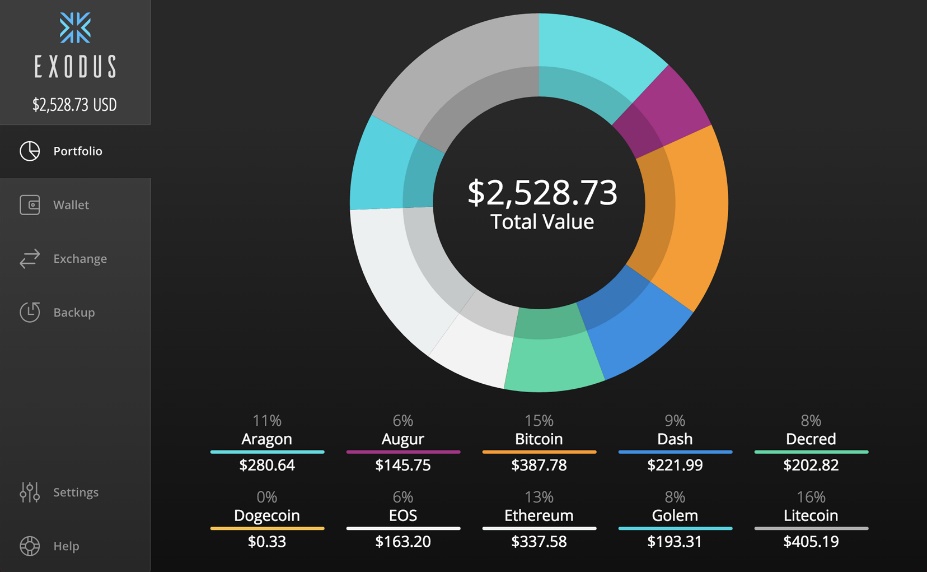 EXODUS
$2,528.73 USD
Portfolio
Wallet
Exchange
Backup
Settings
Help
$2,528.73
Total Value
11% 6% 15% 9% 8%
Aragon Augur Bitcoin Dash Decred
$280.64 $145.75 $387.78 $221.99 $202.82
0% 6% 13% 8% 16%
Dogecoin EOS Ethereum Golem Litecoin
$0.33 $163.20 $337.58 $193.31 $405.19